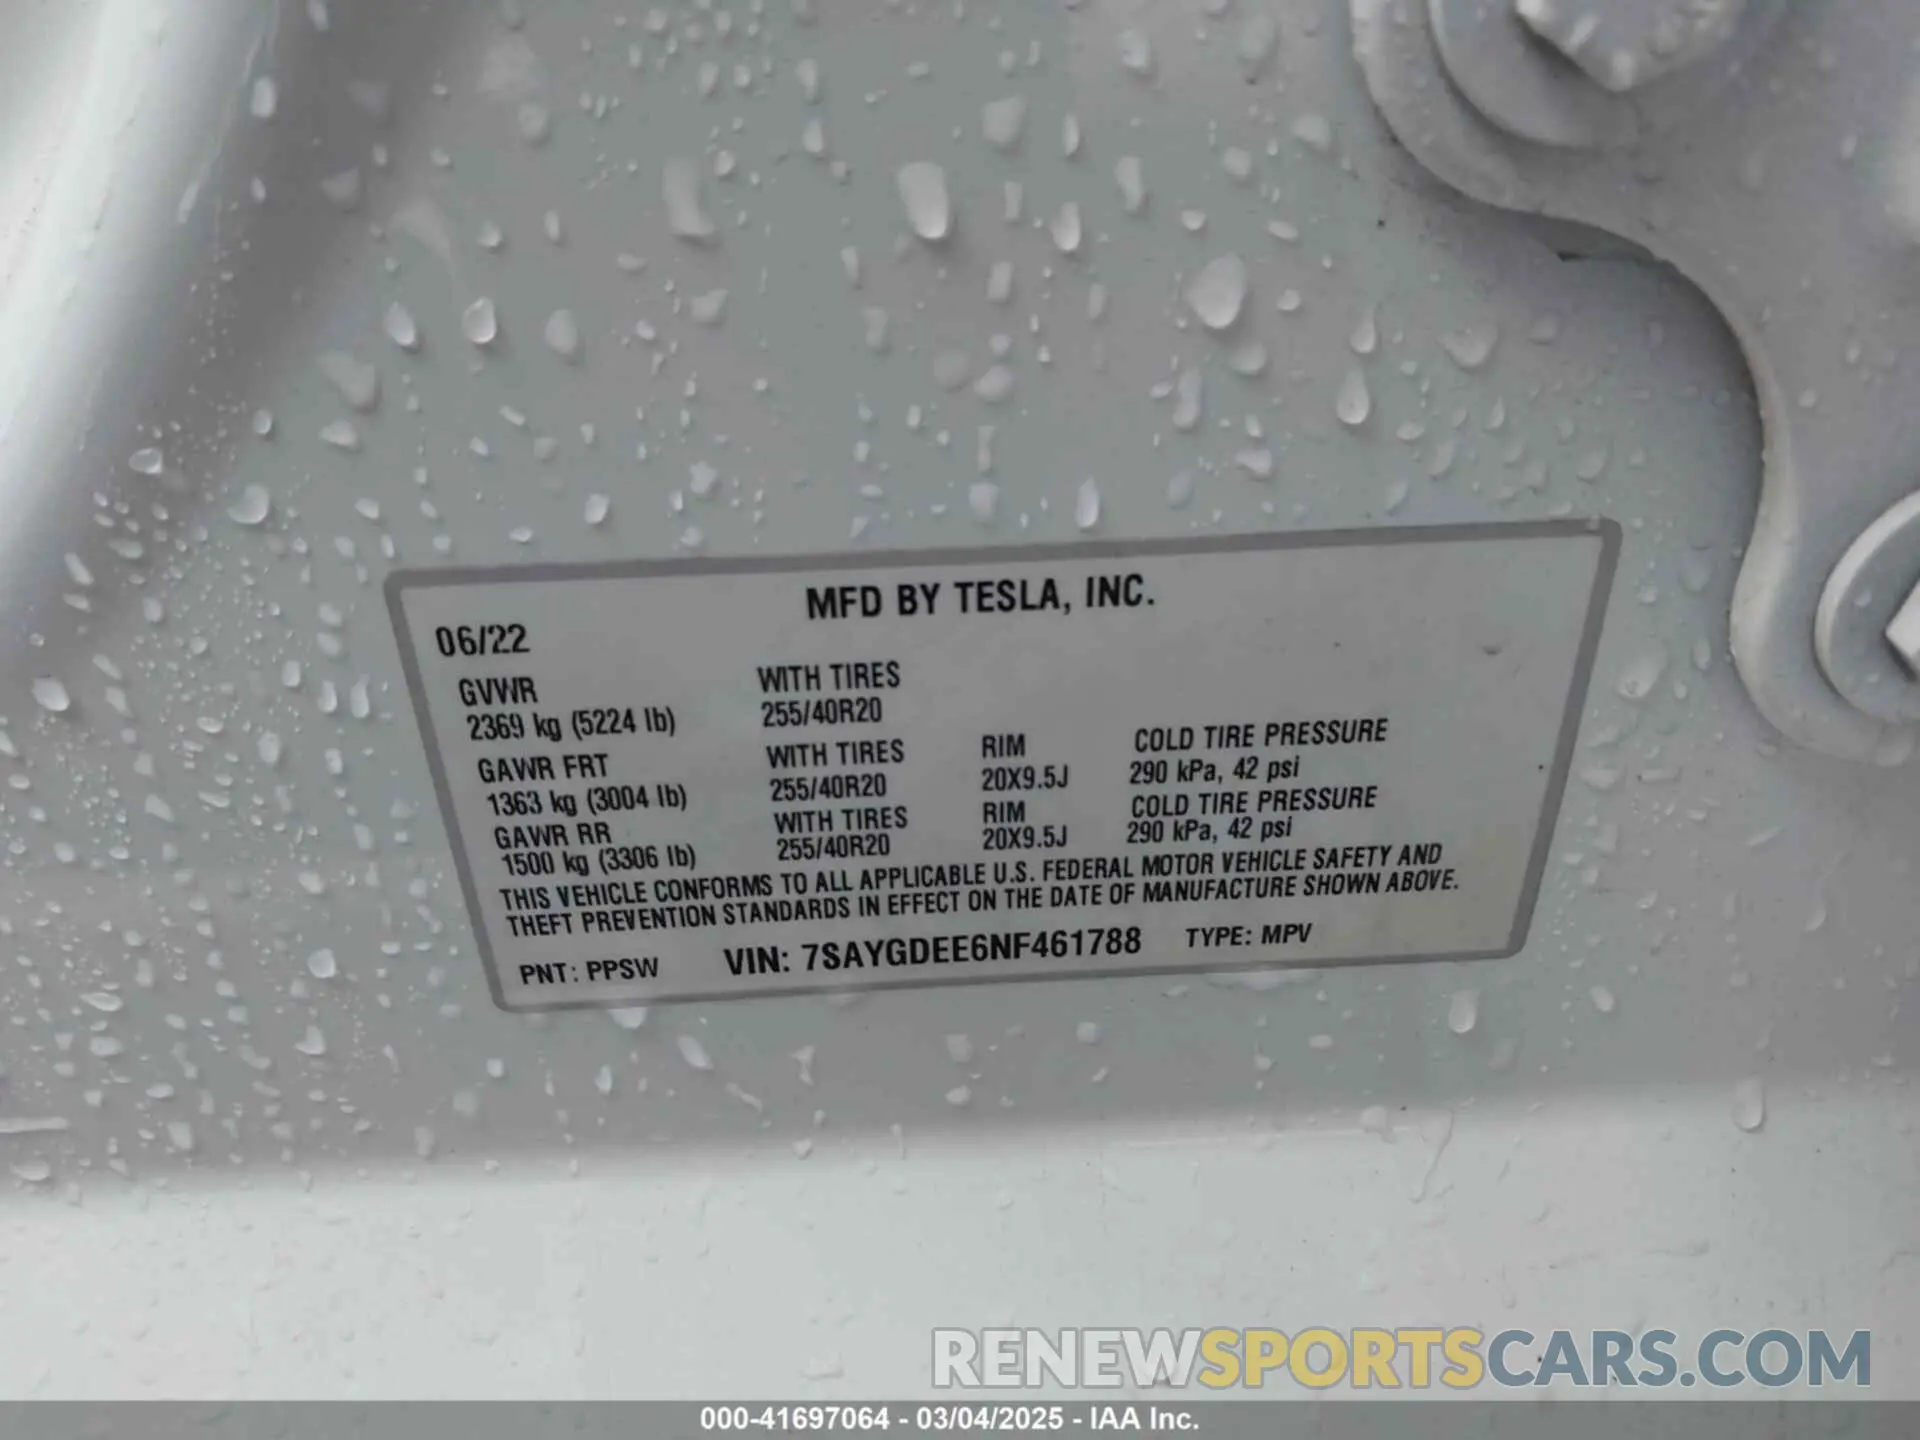 MFD BY TESLA, INC.
06/22
GVWR WITH TIRES
2369 kg (5224 lb) 255/40R20
GAWR FRT WITH TIRES RIM COLD TIRE PRESSURE
1363 kg (3004 lb) 255/40R20 20X9.5J 290 kPa, 42 psi
GAWR RR WITH TIRES RIM COLD TIRE PRESSURE
1500 kg (3306 lb) 255/40R20 20X9.5J 290 kPa, 42 psi
THIS VEHICLE CONFORMS TO ALL APPLICABLE U.S. FEDERAL MOTOR VEHICLE SAFETY AND
THEFT PREVENTION STANDARDS IN EFFECT ON THE DATE OF MANUFACTURE SHOWN ABOVE.
PNT: PPSW VIN: 7SAYGDEE6NF461788 TYPE: MPV
RENEWSPORTSCARS.COM
000-41697064 - 03/04/2025 - IAA Inc.